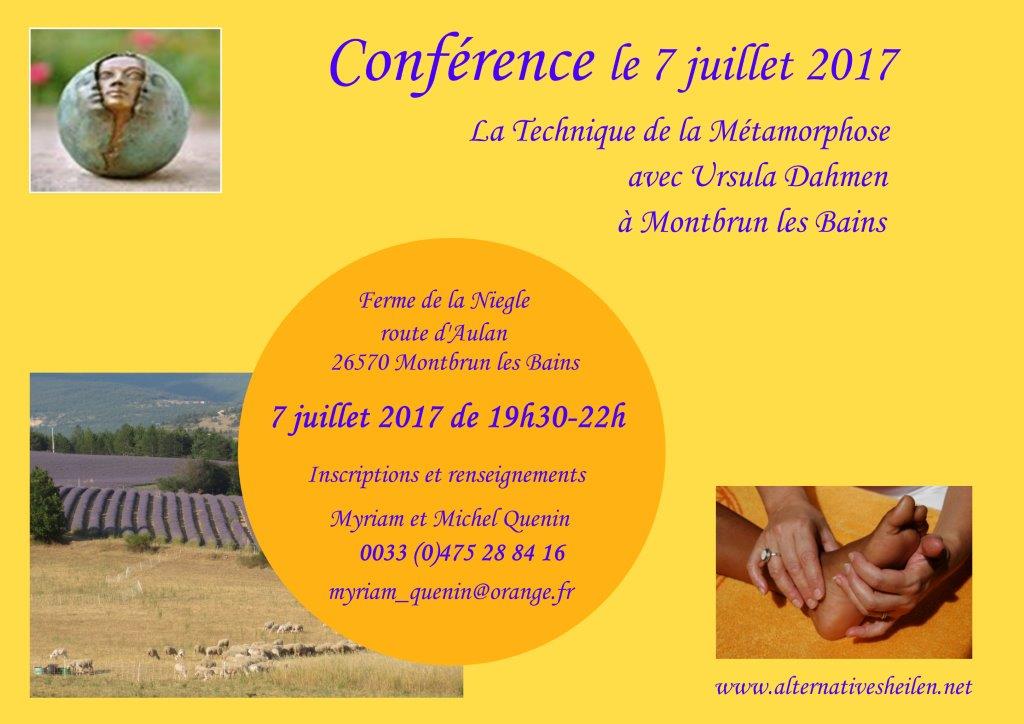 Conférence le 7 juillet 2017
La Technique de la Métamorphose
avec Ursula Dahmen
à Montbrun les Bains
Ferme de la Niegle
route d'Aulan
26570 Montbrun les Bains
7 juillet 2017 de 19h30-22h
Inscriptions et renseignements
Myriam et Michel Quenin
0033 (0)475 28 84 16
myriam_quenin@orange.fr
www.alternativesheilen.net